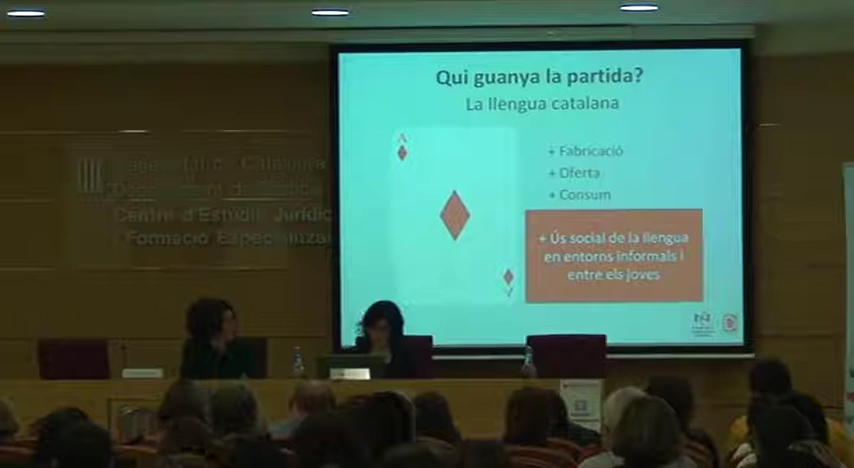 Qui guanya la partida?
La llengua catalana
A
+ Fabricació
+ Oferta
+ Consum
+ Ús social de la llengua
en entorns informals i
entre els joves
A
Generalitat de Catalunya
Departament de Justícia
Centre d'Estudis Jurídics
i Formació Especialitzada